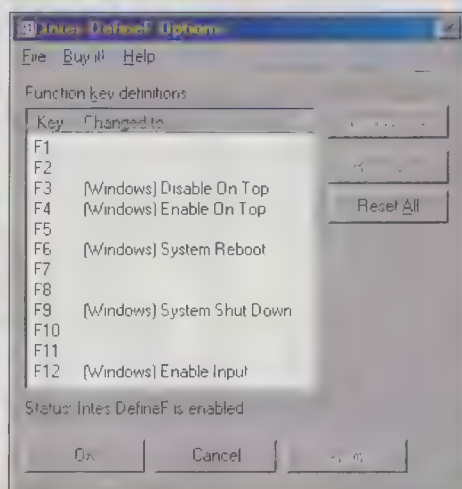 Intes DefineF Options
File Buy it! Help
Function key definitions
Key Changed to
F1
F2
F3 (Windows) Disable On Top
F4 (Windows) Enable On Top
Reset All
F5
F6 (Windows) System Reboot
F7
F8
F9 (Windows) System Shut Down
F10
F11
F12 (Windows) Enable Input
Status: Intes DefineF is enabled
OK Cancel